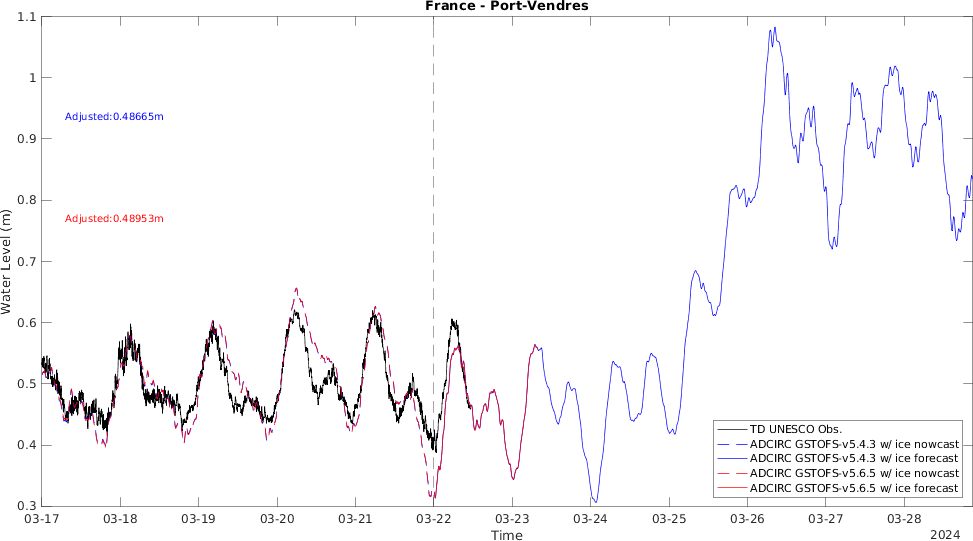 France - Port-Vendres
1.1
1
0.9
0.8
0.7
0.6
0.5
0.4
0.3
Water Level (m)
Adjusted:0.48665m
Adjusted:0.48953m
TD UNESCO Obs.
ADCIRC GSTOFS-v5.4.3 w/ ice nowcast
ADCIRC GSTOFS-v5.4.3 w/ ice forecast
ADCIRC GSTOFS-v5.6.5 w/ ice nowcast
ADCIRC GSTOFS-v5.6.5 w/ ice forecast
03-17 03-18 03-19 03-20 03-21 03-22 03-23 03-24 03-25 03-26 03-27 03-28
Time
2024